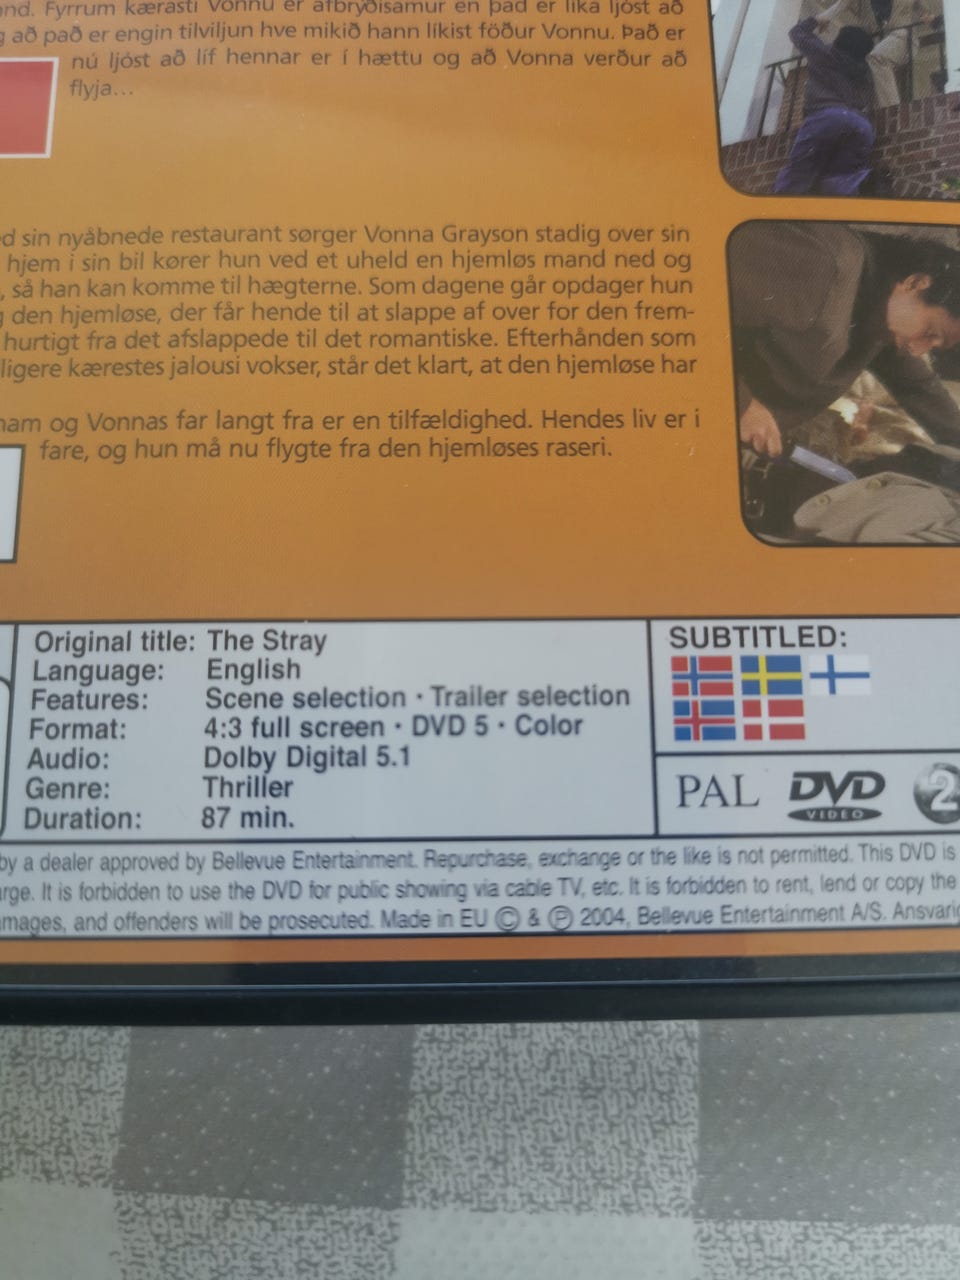 Fyrrum kærasti Vonnu er afbrýðisamur en það er líka ljóst að
að það er engin tilviljun hve mikið hann líkist föður Vonnu. Það er
nú ljóst að líf hennar er í hættu og að Vonna verður að
flyja...
sin nyåbnede restaurant sørger Vonna Grayson stadig over sin
hjem i sin bil kører hun ved et uheld en hjemløs mand ned og
, så han kan komme til hægterne. Som dagene går opdager hun
den hjemløse, der får hende til at slappe af over for den frem-
hurtigt fra det afslappede til det romantiske. Efterhånden som
ligere kærestes jalousi vokser, står det klart, at den hjemløse har
og Vonnas far langt fra er en tilfældighed. Hendes liv er i
fare, og hun må nu flygte fra den hjemløses raseri.
Original title: The Stray
Language: English
Features: Scene selection · Trailer selection
Format: 4:3 full screen · DVD 5 · Color
Audio: Dolby Digital 5.1
Genre: Thriller
Duration: 87 min.
SUBTITLED:
PAL DVD VIDEO 2
by a dealer approved by Bellevue Entertainment. Repurchase, exchange or the like is not permitted. This DVD is
It is forbidden to use the DVD for public showing via cable TV, etc. It is forbidden to rent, lend or copy the
and offenders will be prosecuted. Made in EU © & ℗ 2004, Bellevue Entertainment A/S.